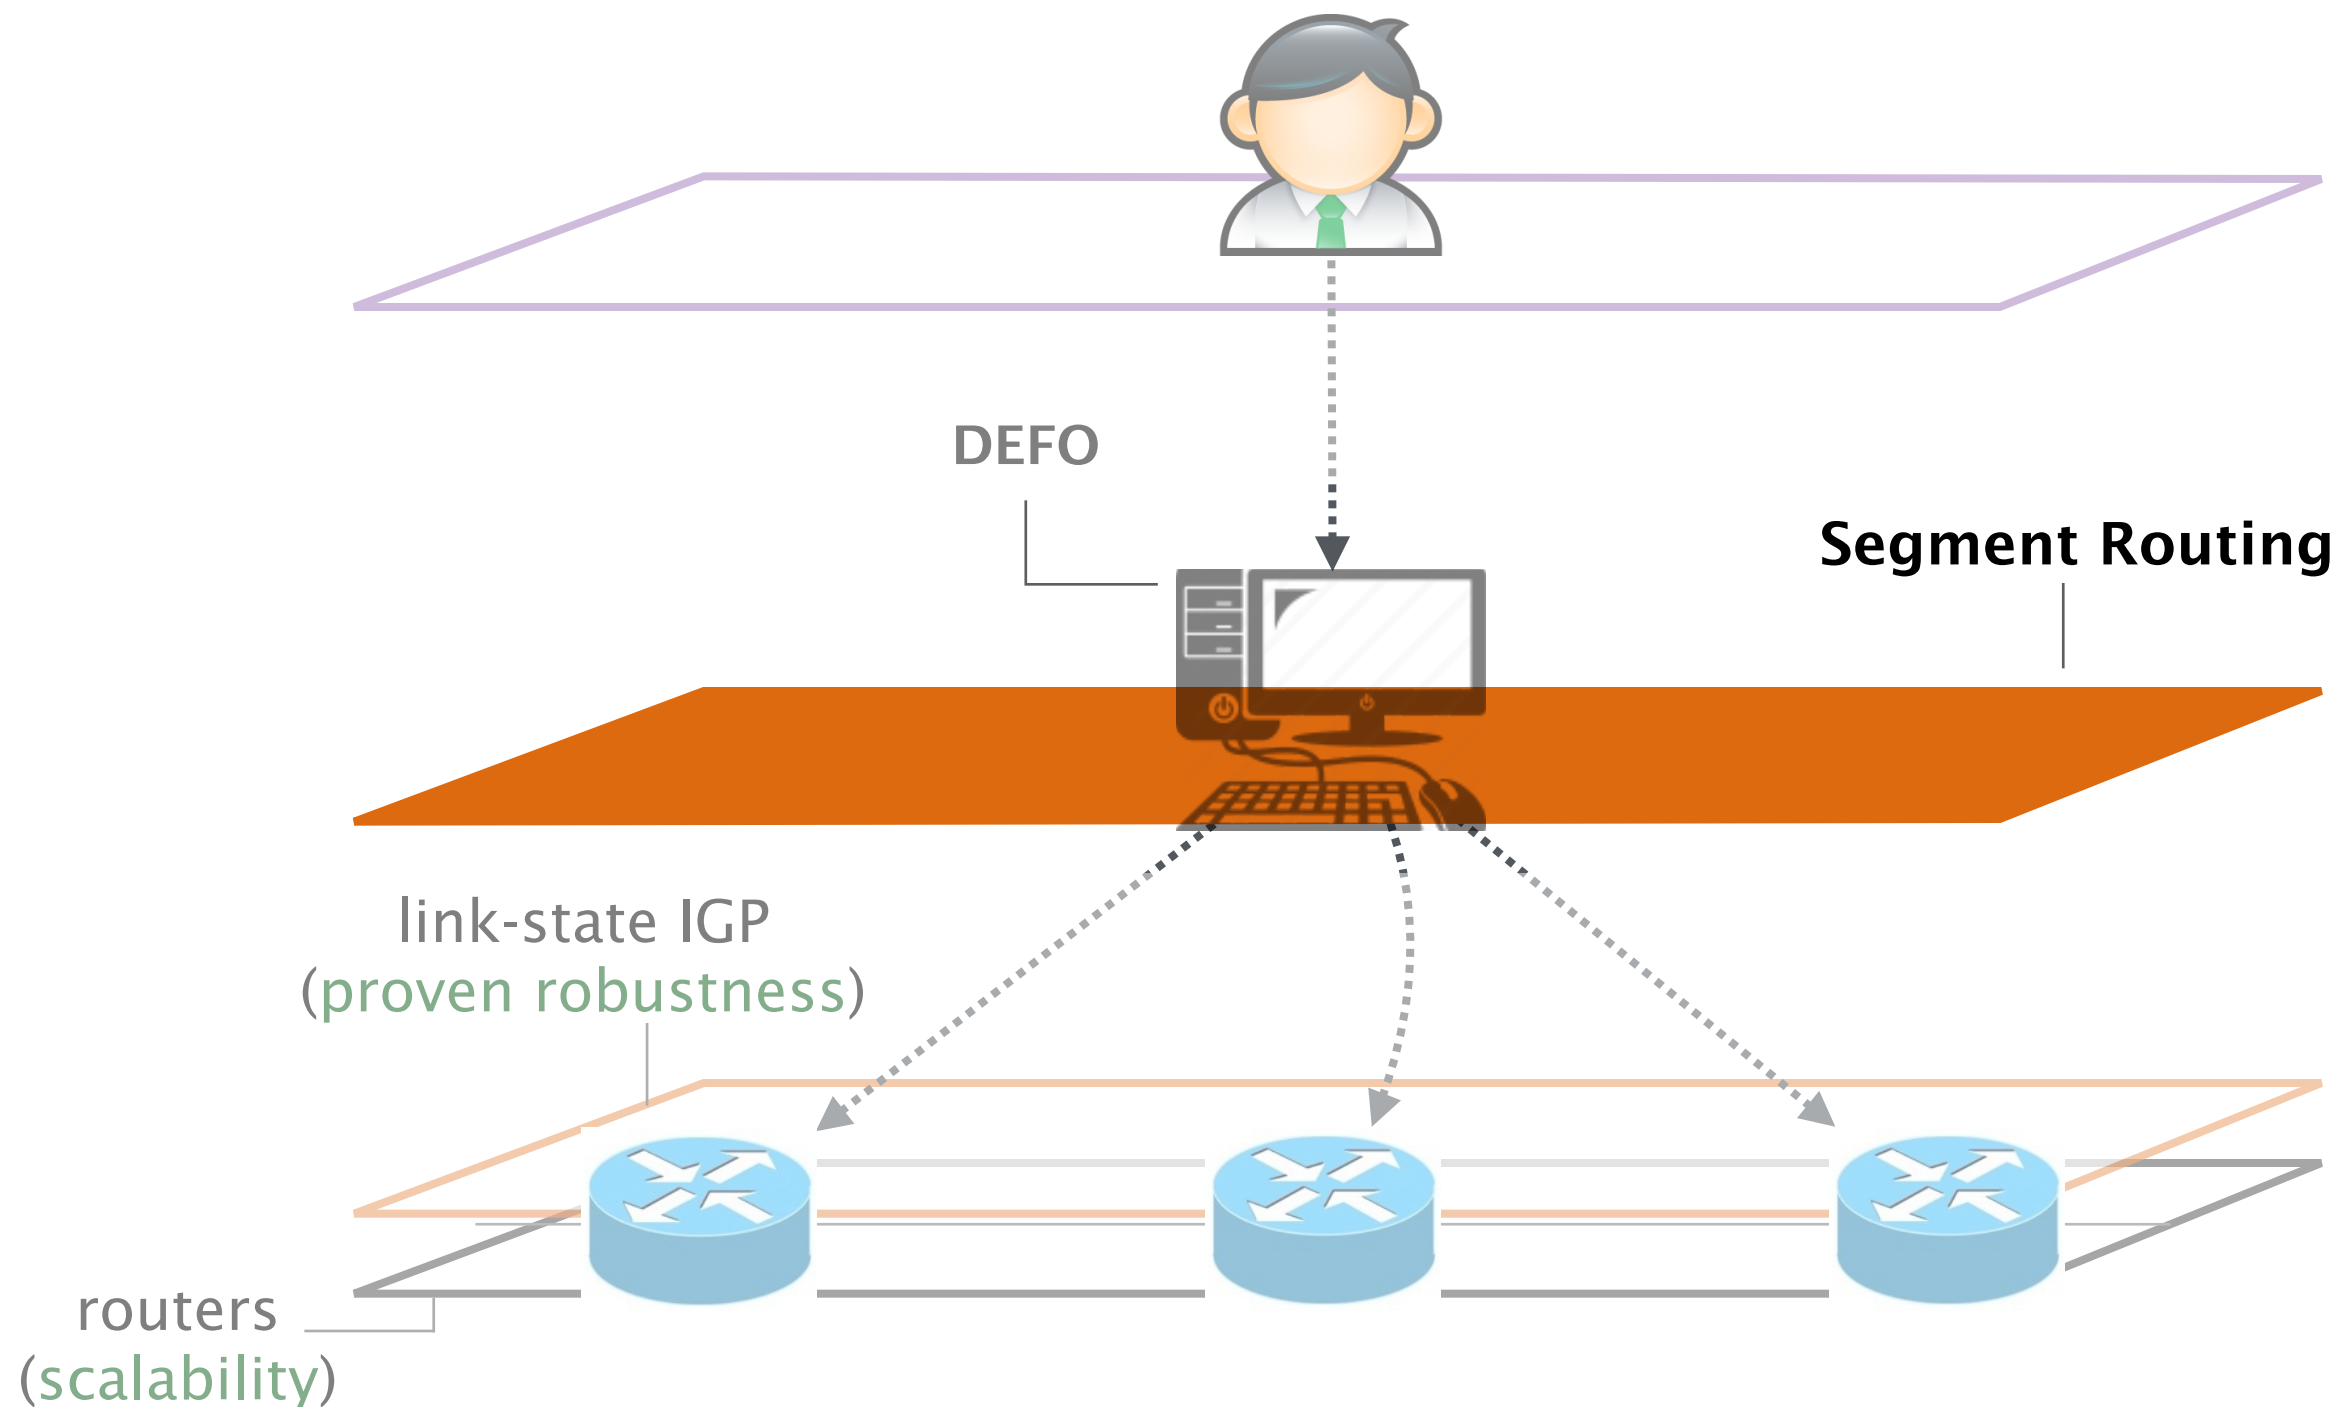 DEFO
Segment Routing
link-state IGP
(proven robustness)
routers
(scalability)